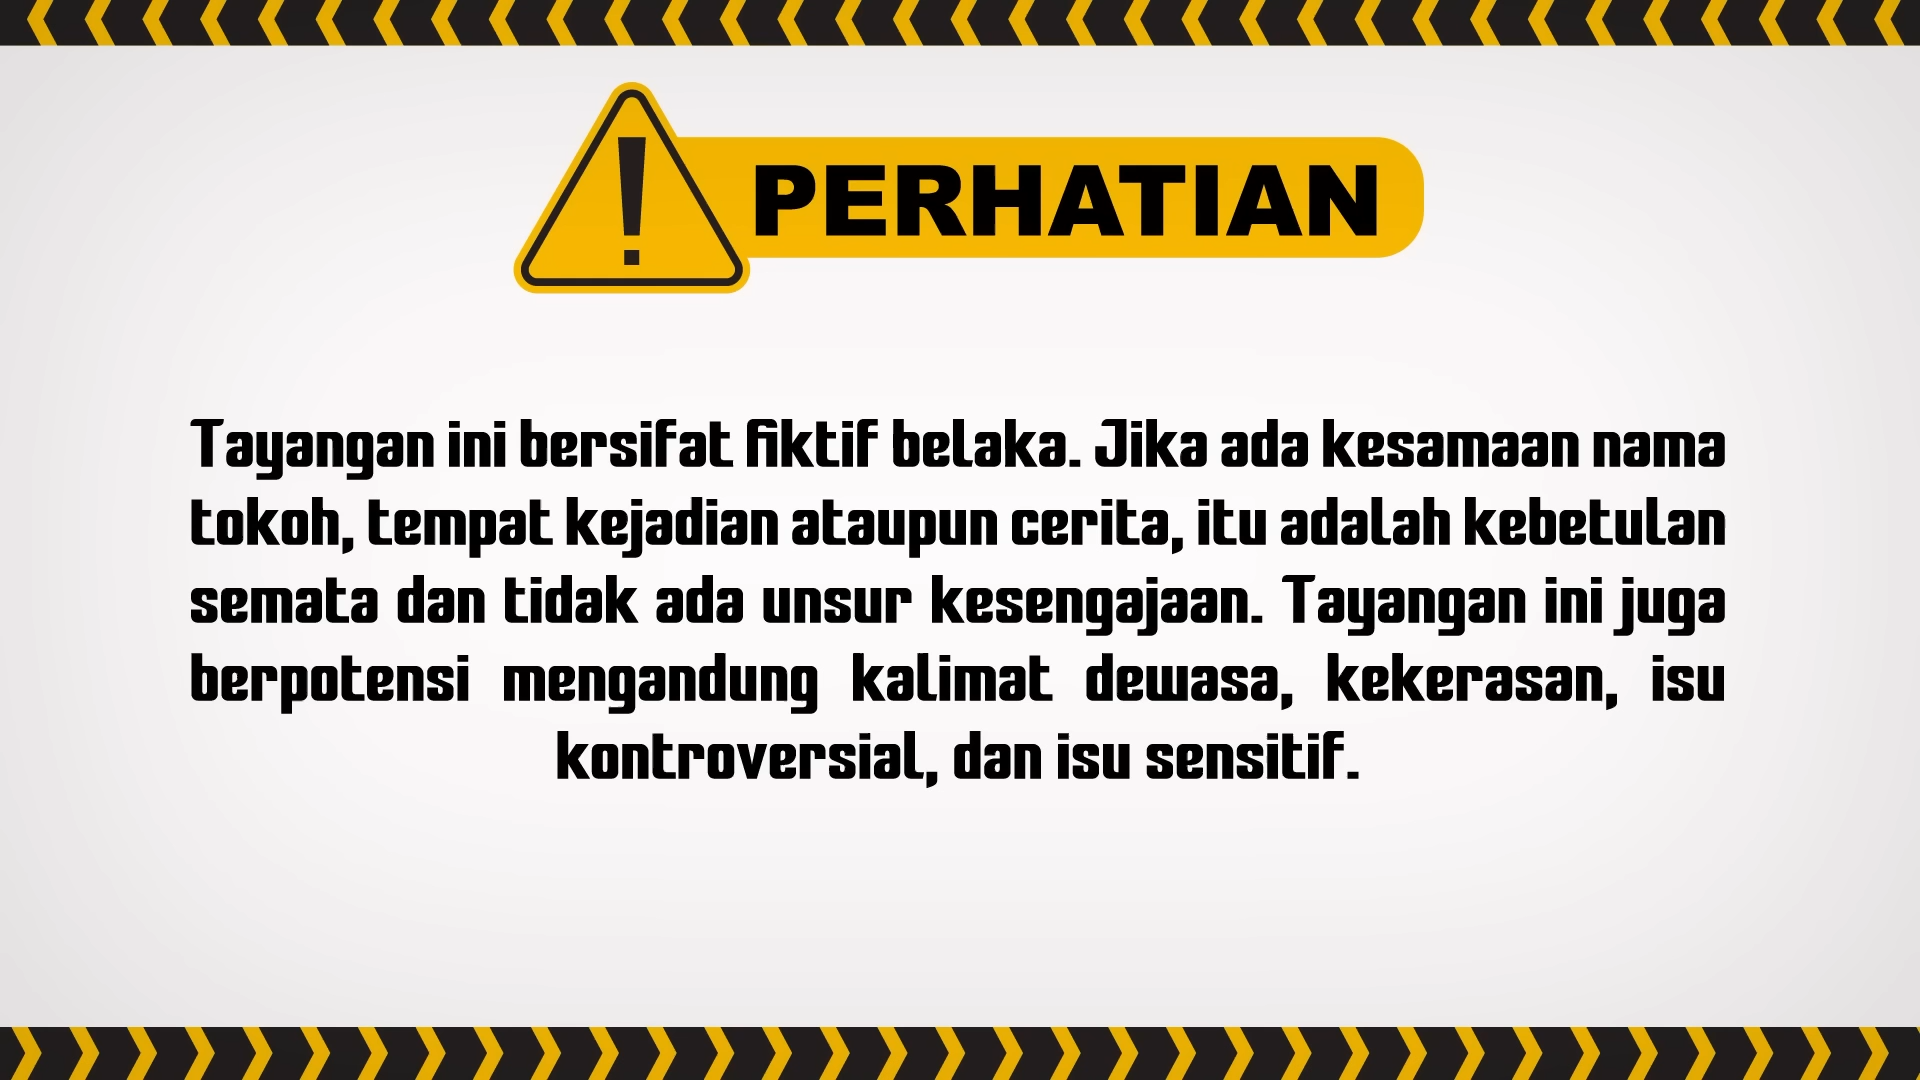 PERHATIAN
Tayangan ini bersifat fiktif belaka. Jika ada kesamaan nama
tokoh, tempat kejadian ataupun cerita, itu adalah kebetulan
semata dan tidak ada unsur kesengajaan. Tayangan ini juga
berpotensi mengandung kalimat dewasa, kekerasan, isu
kontroversial, dan isu sensitif.